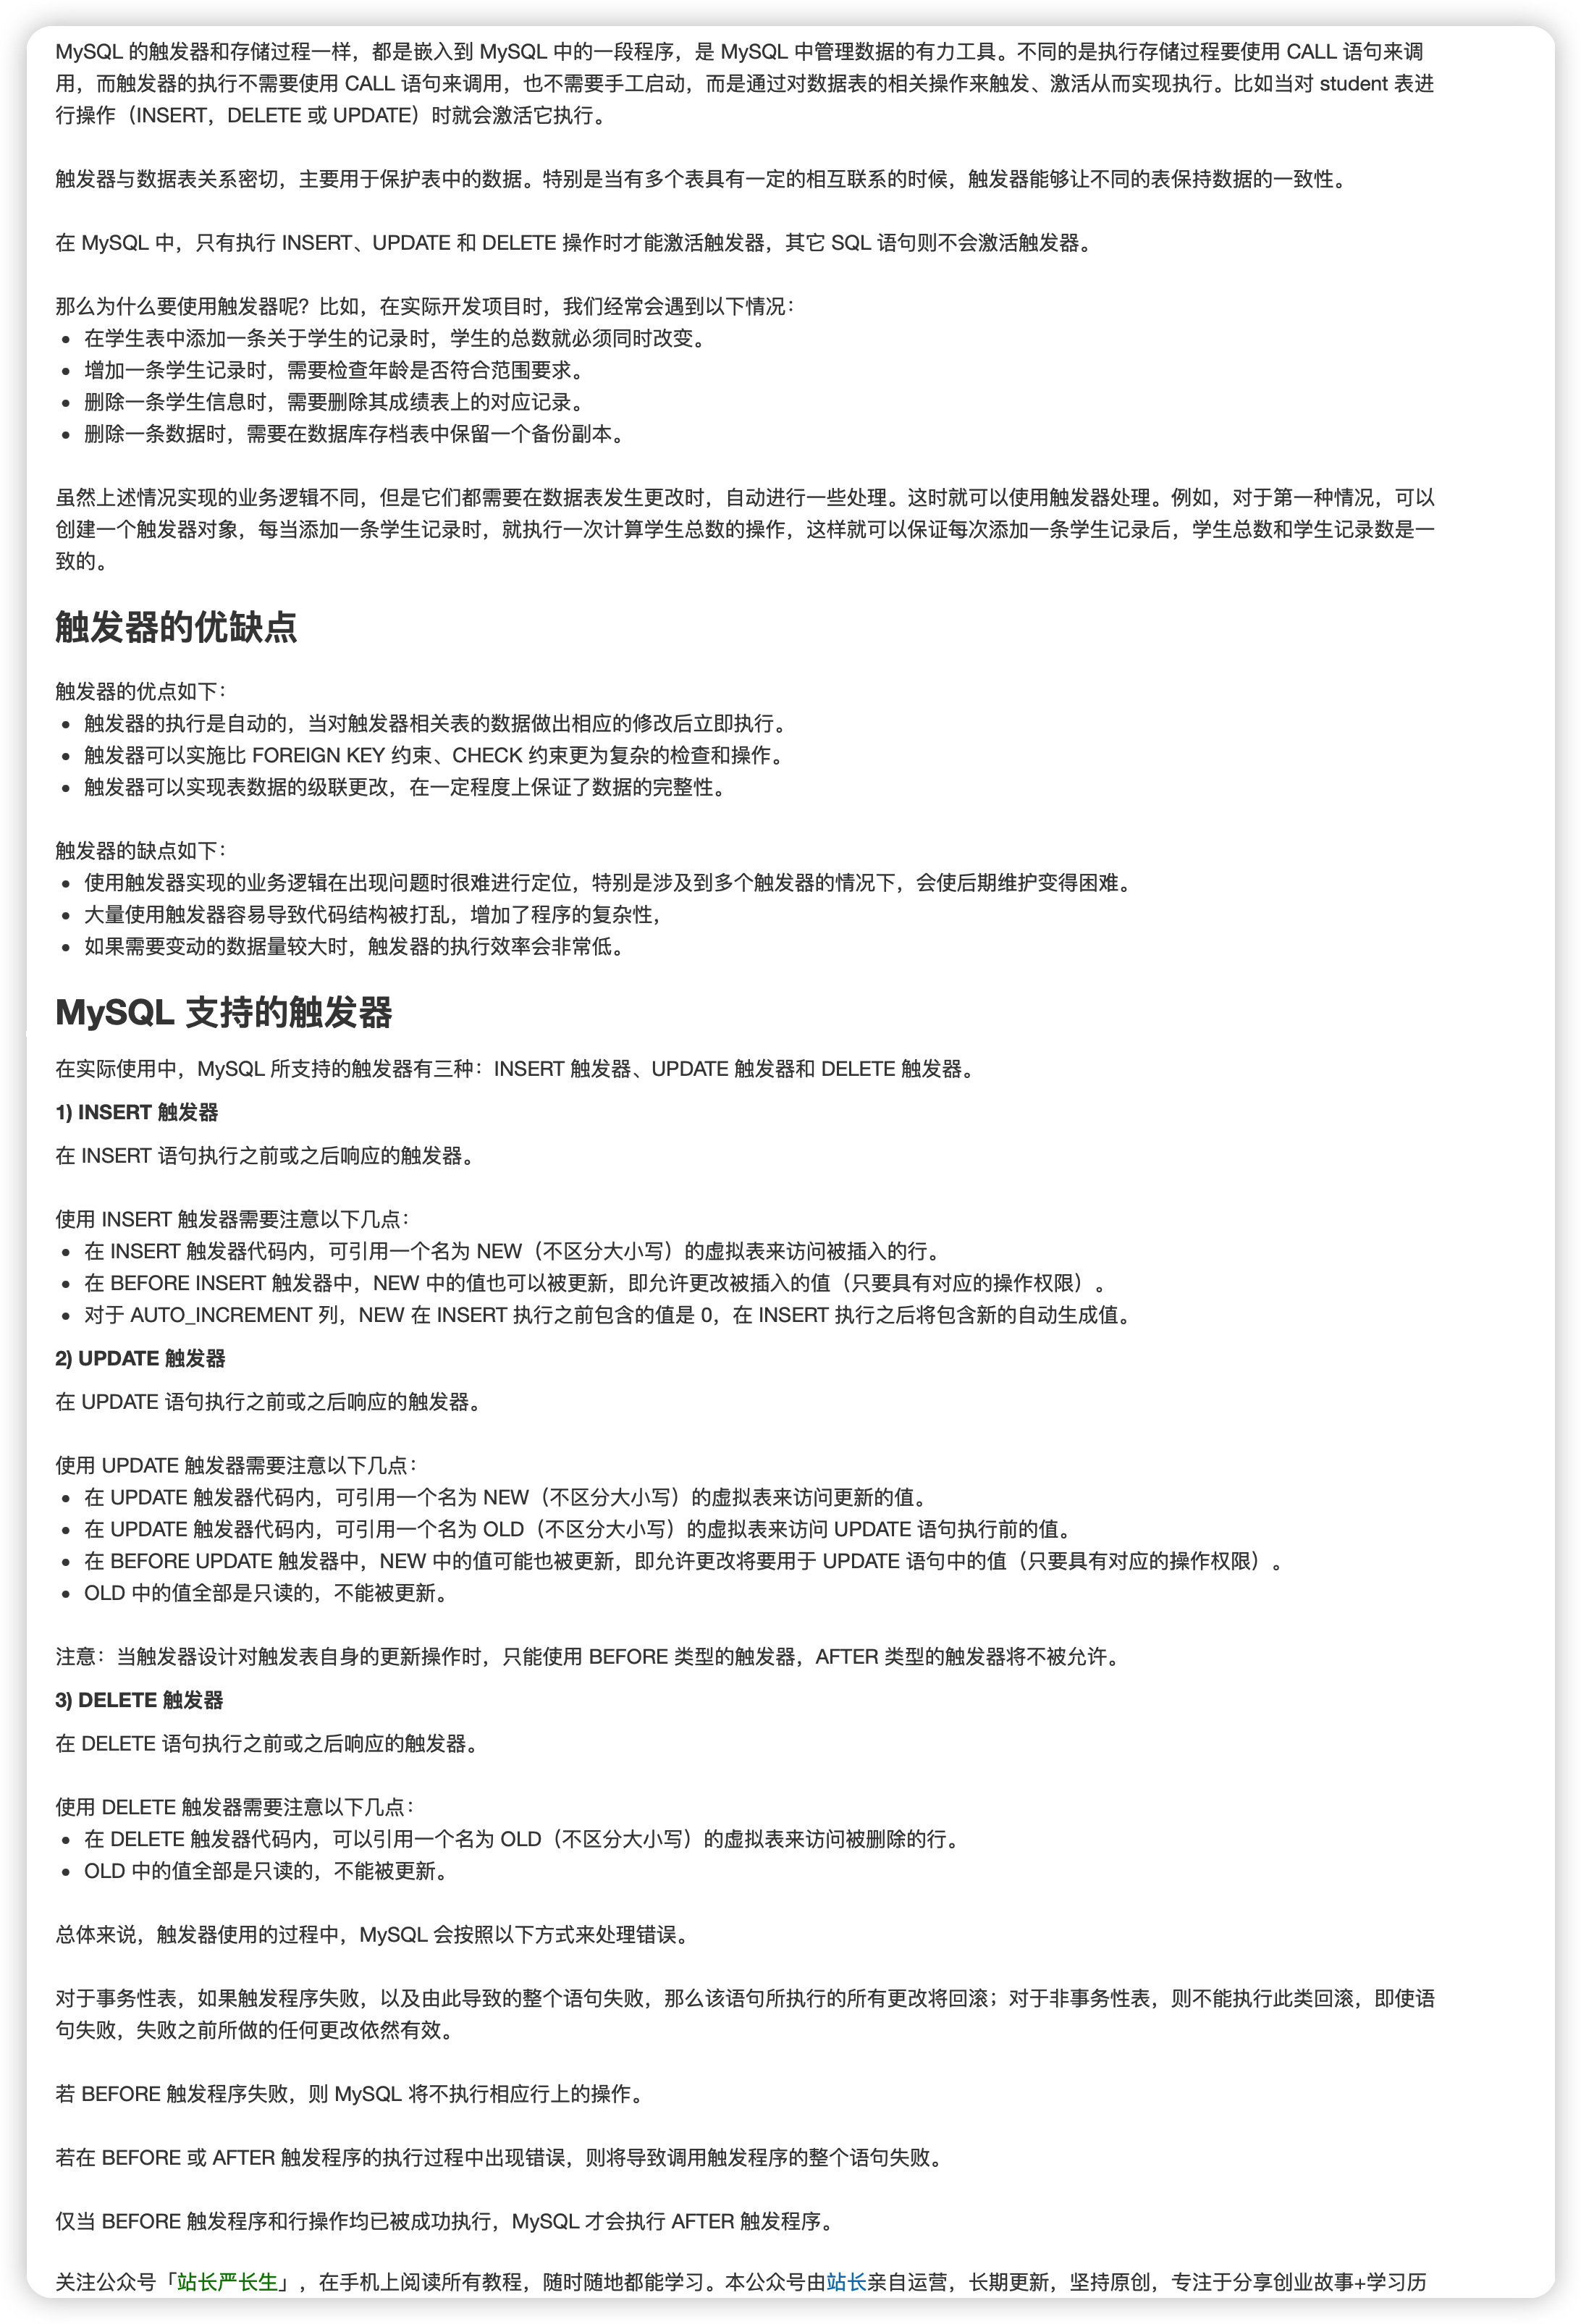 MySQL 的触发器和存储过程一样，都是嵌入到 MySQL 中的一段程序，是 MySQL 中管理数据的有力工具。不同的是执行存储过程要使用 CALL 语句来调
用，而触发器的执行不需要使用 CALL 语句来调用，也不需要手工启动，而是通过对数据表的相关操作来触发、激活从而实现执行。比如当对 student 表进
行操作（INSERT，DELETE 或 UPDATE）时就会激活它执行。
触发器与数据表关系密切，主要用于保护表中的数据。特别是当有多个表具有一定的相互联系的时候，触发器能够让不同的表保持数据的一致性。
在 MySQL 中，只有执行 INSERT、UPDATE 和 DELETE 操作时才能激活触发器，其它 SQL 语句则不会激活触发器。
那么为什么要使用触发器呢？比如，在实际开发项目时，我们经常会遇到以下情况：
• 在学生表中添加一条关于学生的记录时，学生的总数就必须同时改变。
• 增加一条学生记录时，需要检查年龄是否符合范围要求。
• 删除一条学生信息时，需要删除其成绩表上的对应记录。
• 删除一条数据时，需要在数据库存档表中保留一个备份副本。
虽然上述情况实现的业务逻辑不同，但是它们都需要在数据表发生更改时，自动进行一些处理。这时就可以使用触发器处理。例如，对于第一种情况，可以
创建一个触发器对象，每当添加一条学生记录时，就执行一次计算学生总数的操作，这样就可以保证每次添加一条学生记录后，学生总数和学生记录数是一
致的。
触发器的优缺点
触发器的优点如下：
• 触发器的执行是自动的，当对触发器相关表的数据做出相应的修改后立即执行。
• 触发器可以实施比 FOREIGN KEY 约束、CHECK 约束更为复杂的检查和操作。
• 触发器可以实现表数据的级联更改，在一定程度上保证了数据的完整性。
触发器的缺点如下：
• 使用触发器实现的业务逻辑在出现问题时很难进行定位，特别是涉及到多个触发器的情况下，会使后期维护变得困难。
• 大量使用触发器容易导致代码结构被打乱，增加了程序的复杂性，
• 如果需要变动的数据量较大时，触发器的执行效率会非常低。
MySQL 支持的触发器
在实际使用中，MySQL 所支持的触发器有三种：INSERT 触发器、UPDATE 触发器和 DELETE 触发器。
1) INSERT 触发器
在 INSERT 语句执行之前或之后响应的触发器。
使用 INSERT 触发器需要注意以下几点：
• 在 INSERT 触发器代码内，可引用一个名为 NEW（不区分大小写）的虚拟表来访问被插入的行。
• 在 BEFORE INSERT 触发器中，NEW 中的值也可以被更新，即允许更改被插入的值（只要具有对应的操作权限）。
• 对于 AUTO_INCREMENT 列，NEW 在 INSERT 执行之前包含的值是 0，在 INSERT 执行之后将包含新的自动生成值。
2) UPDATE 触发器
在 UPDATE 语句执行之前或之后响应的触发器。
使用 UPDATE 触发器需要注意以下几点：
• 在 UPDATE 触发器代码内，可引用一个名为 NEW（不区分大小写）的虚拟表来访问更新的值。
• 在 UPDATE 触发器代码内，可引用一个名为 OLD（不区分大小写）的虚拟表来访问 UPDATE 语句执行前的值。
• 在 BEFORE UPDATE 触发器中，NEW 中的值可能也被更新，即允许更改将要用于 UPDATE 语句中的值（只要具有对应的操作权限）。
• OLD 中的值全部是只读的，不能被更新。
注意：当触发器设计对触发表自身的更新操作时，只能使用 BEFORE 类型的触发器，AFTER 类型的触发器将不被允许。
3) DELETE 触发器
在 DELETE 语句执行之前或之后响应的触发器。
使用 DELETE 触发器需要注意以下几点：
• 在 DELETE 触发器代码内，可以引用一个名为 OLD（不区分大小写）的虚拟表来访问被删除的行。
• OLD 中的值全部是只读的，不能被更新。
总体来说，触发器使用的过程中，MySQL 会按照以下方式来处理错误。
对于事务性表，如果触发程序失败，以及由此导致的整个语句失败，那么该语句所执行的所有更改将回滚；对于非事务性表，则不能执行此类回滚，即使语
句失败，失败之前所做的任何更改依然有效。
若 BEFORE 触发程序失败，则 MySQL 将不执行相应行上的操作。
若在 BEFORE 或 AFTER 触发程序的执行过程中出现错误，则将导致调用触发程序的整个语句失败。
仅当 BEFORE 触发程序和行操作均已被成功执行，MySQL 才会执行 AFTER 触发程序。
关注公众号「站长严长生」，在手机上阅读所有教程，随时随地都能学习。本公众号由站长亲自运营，长期更新，坚持原创，专注于分享创业故事+学习历